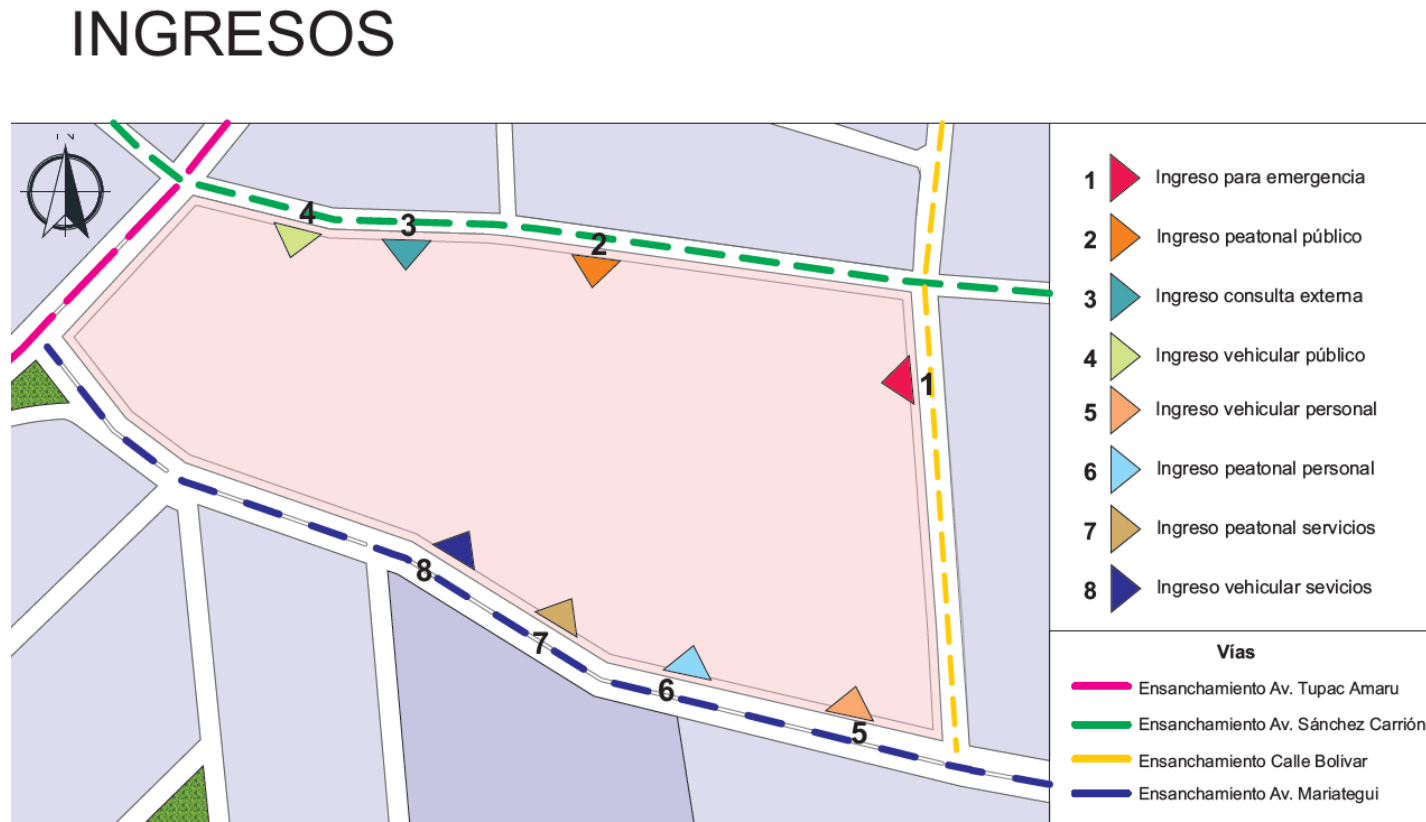 INGRESOS
N
4
3
2
1
8
7
6
5
1 Ingreso para emergencia
2 Ingreso peatonal público
3 Ingreso consulta externa
4 Ingreso vehicular público
5 Ingreso vehicular personal
6 Ingreso peatonal personal
7 Ingreso peatonal servicios
8 Ingreso vehicular sevicios
Vías
Ensanchamiento Av. Tupac Amaru
Ensanchamiento Av. Sánchez Carrión
Ensanchamiento Calle Bolivar
Ensanchamiento Av. Mariategui